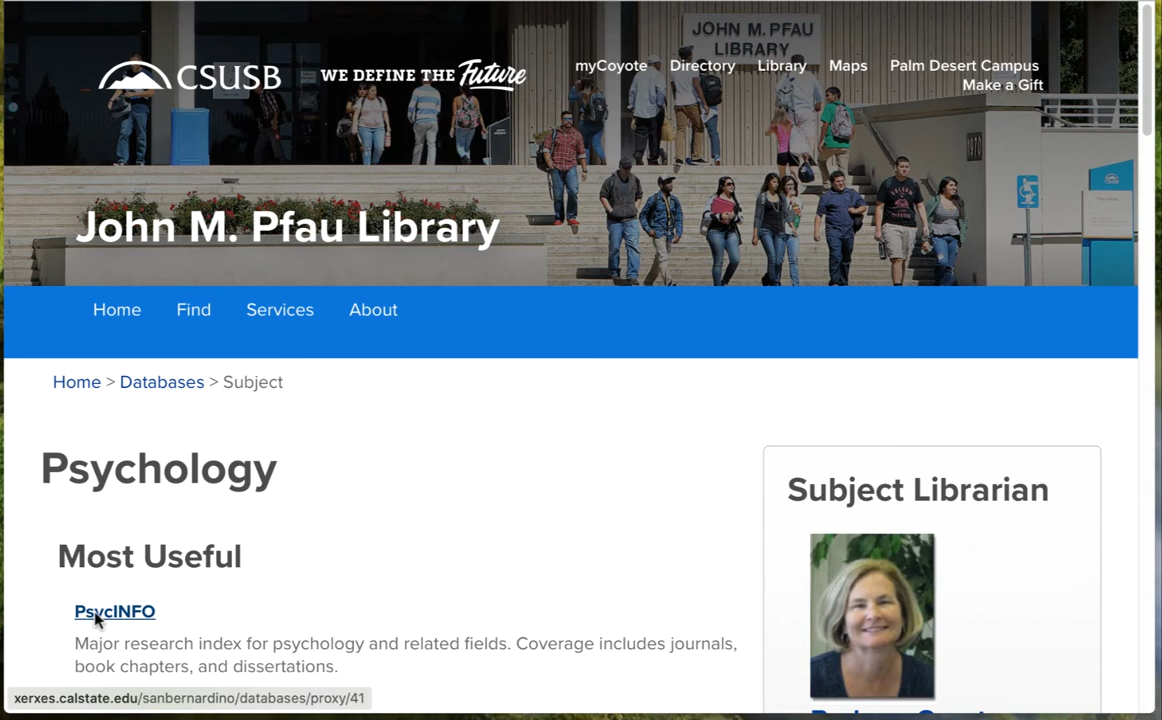 JOHN M. PFAU
LIBRARY
CSUSB
WE DEFINE THE Future
myCoyote Directory Library Maps Palm Desert Campus
Make a Gift
John M. Pfau Library
Home Find Services About
Home > Databases > Subject
Psychology
Subject Librarian
Most Useful
PsycINFO
Major research index for psychology and related fields. Coverage includes journals,
book chapters, and dissertations.
xerxes.calstate.edu/sanbernardino/databases/proxy/41